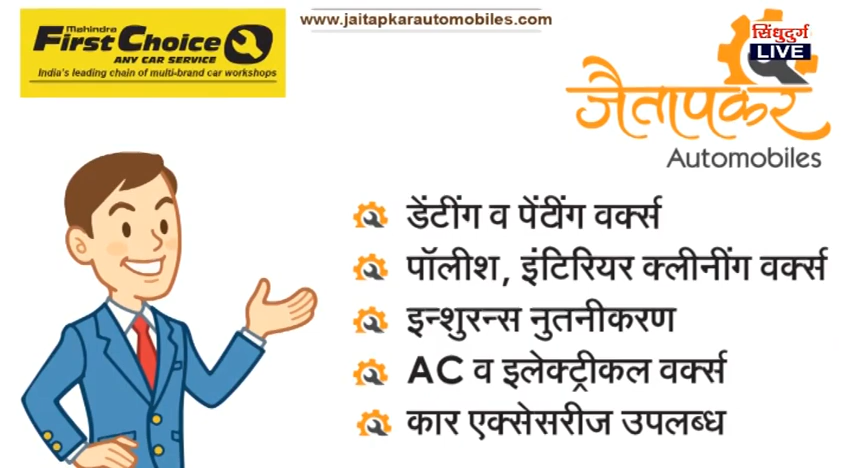 Mahindra
First Choice
ANY CAR SERVICE
India's leading chain of multi-brand car workshops
www.jaitapkarautomobiles.com
सिंधुदुर्ग
LIVE
जैतापकर
Automobiles
डेंटींग व पेंटींग वर्क्स
पॉलीश, इंटिरियर क्लीनींग वर्क्स
इन्शुरन्स नुतनीकरण
AC व इलेक्ट्रीकल वर्क्स
कार एक्सेसरीज उपलब्ध